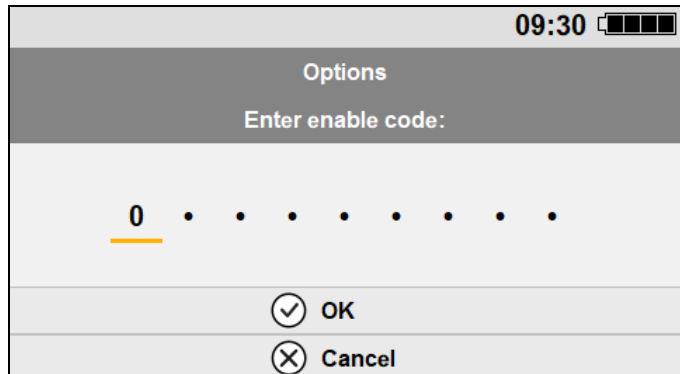 09:30
Options
Enter enable code:
0 • • • • • • • •
OK
Cancel